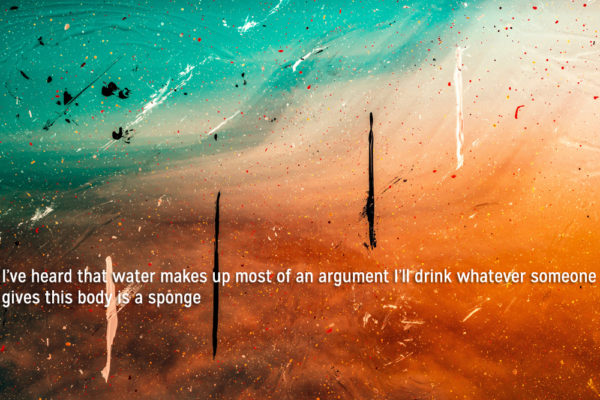 I've heard that water makes up most of an argument I'll drink whatever someone
gives this body is a sponge